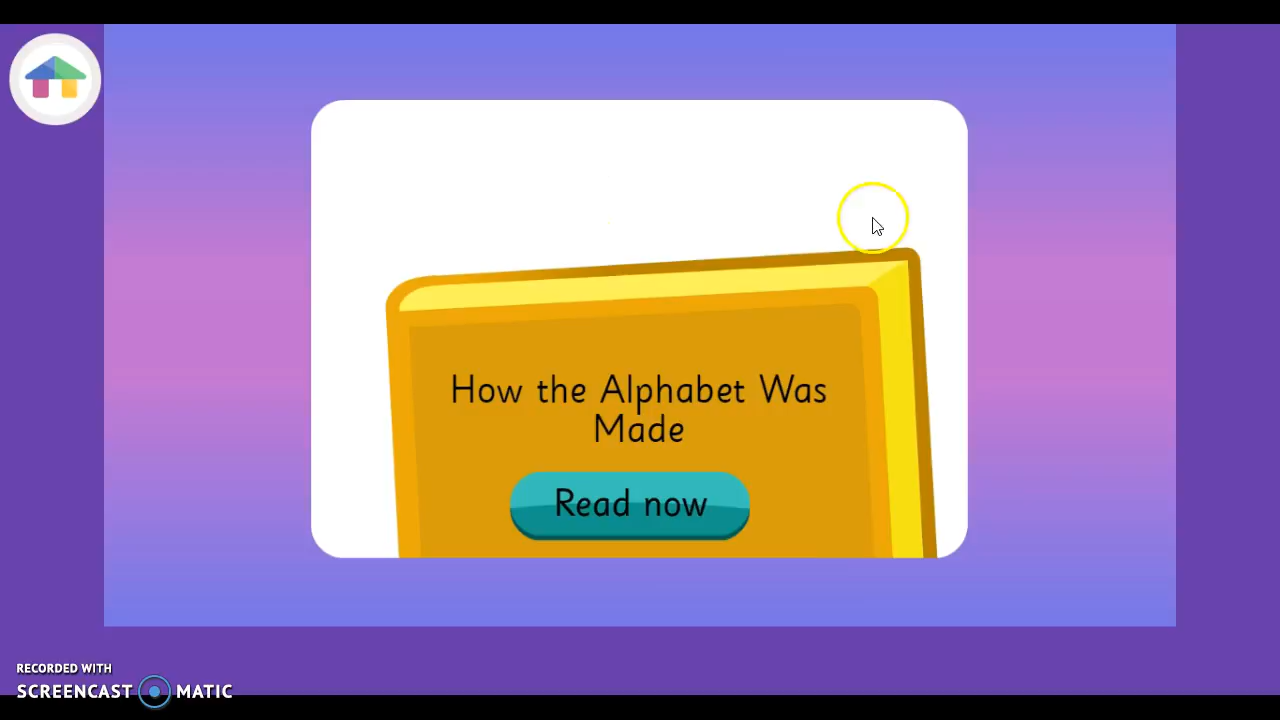 How the Alphabet Was
Made
Read now
RECORDED WITH
SCREENCAST MATIC